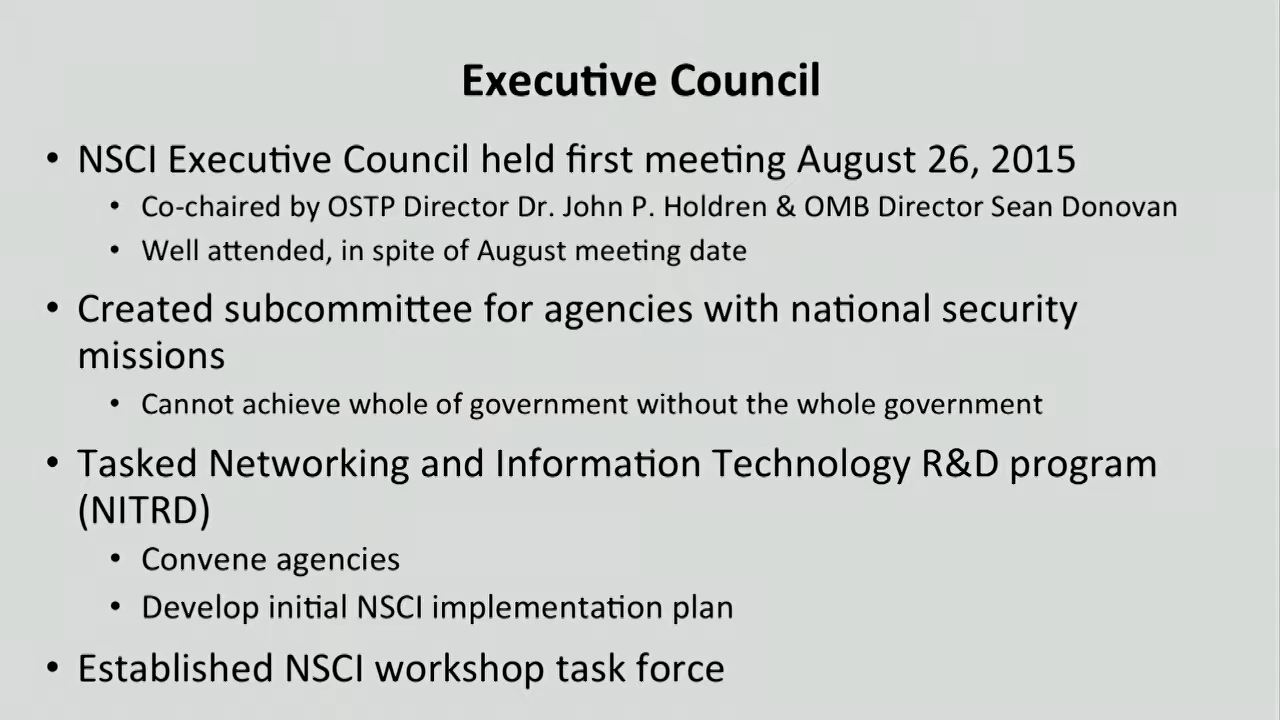 Executive Council
• NSCI Executive Council held first meeting August 26, 2015
• Co-chaired by OSTP Director Dr. John P. Holdren & OMB Director Sean Donovan
• Well attended, in spite of August meeting date
• Created subcommittee for agencies with national security
missions
• Cannot achieve whole of government without the whole government
• Tasked Networking and Information Technology R&D program
(NITRD)
• Convene agencies
• Develop initial NSCI implementation plan
• Established NSCI workshop task force